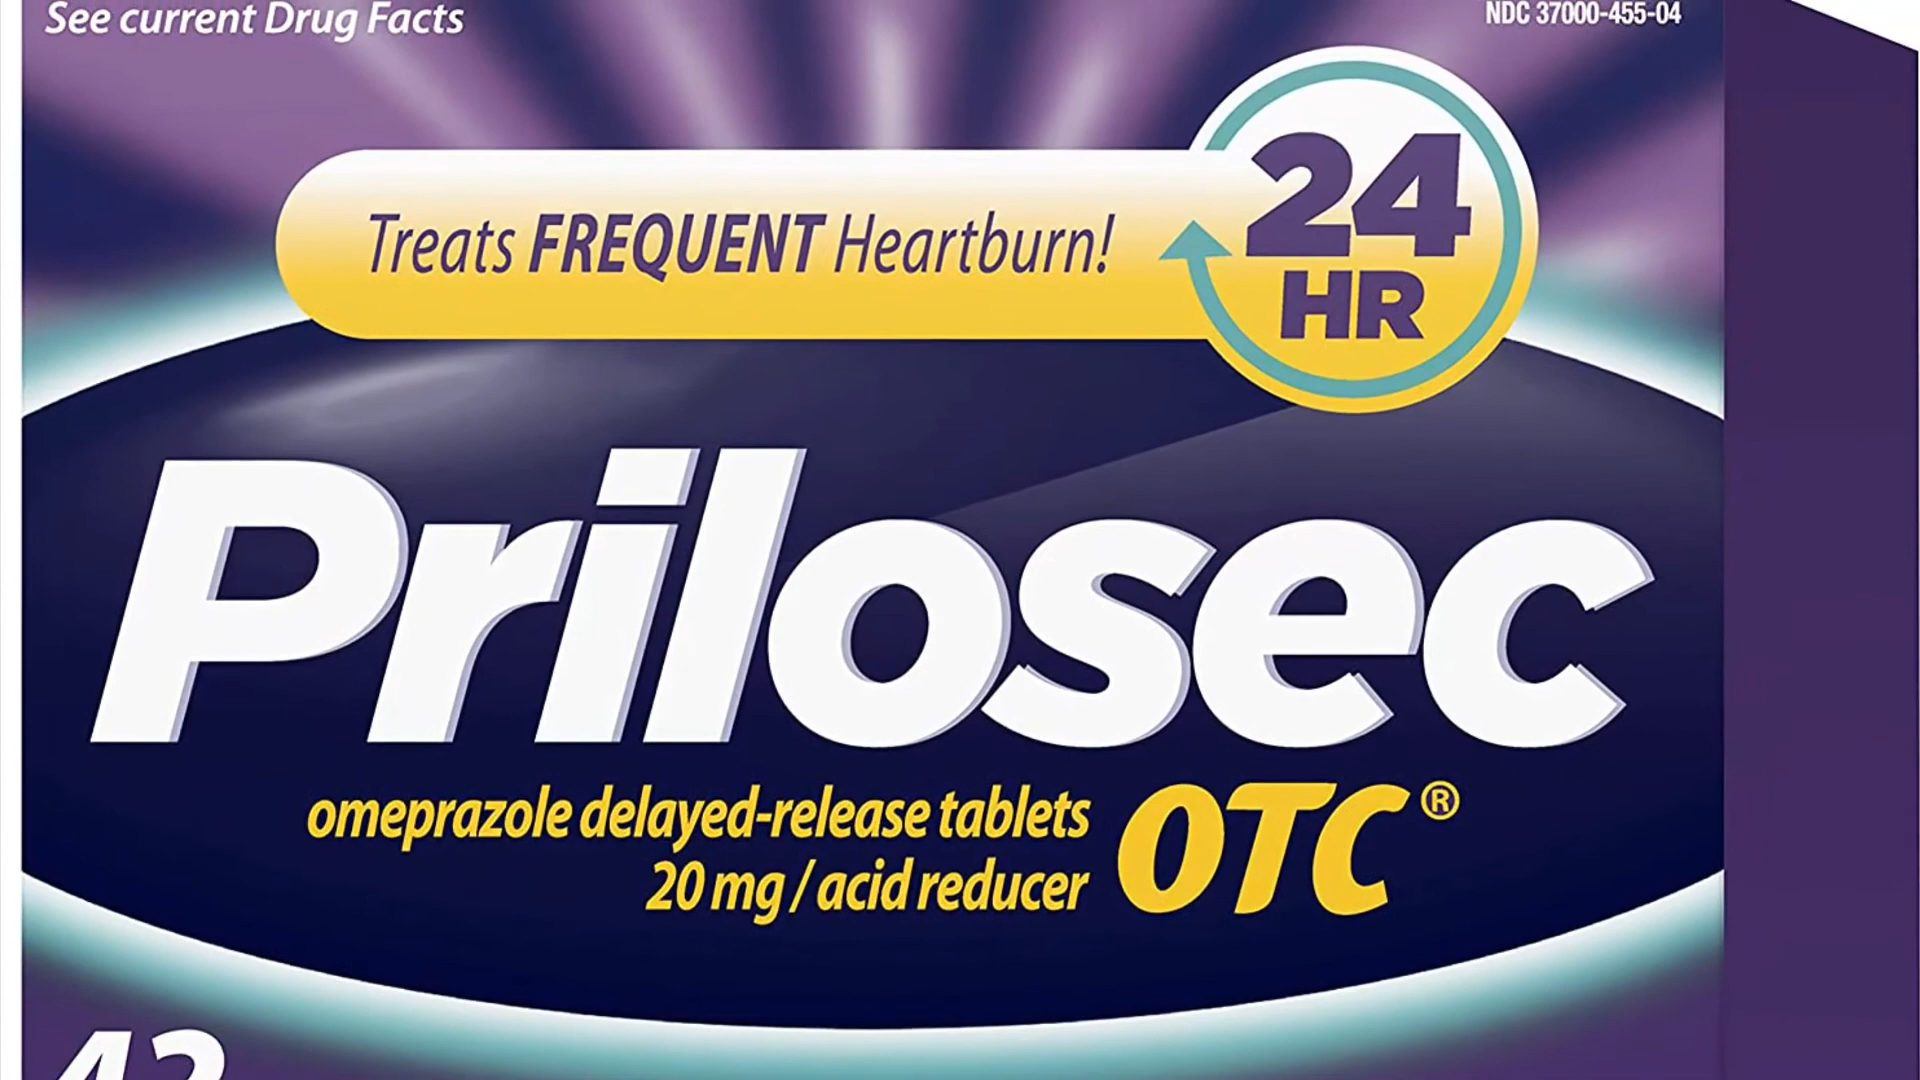 See current Drug Facts
NDC 37000-455-04
Treats FREQUENT Heartburn!
24
HR
Prilosec
omeprazole delayed-release tablets
20 mg / acid reducer
OTC®
42